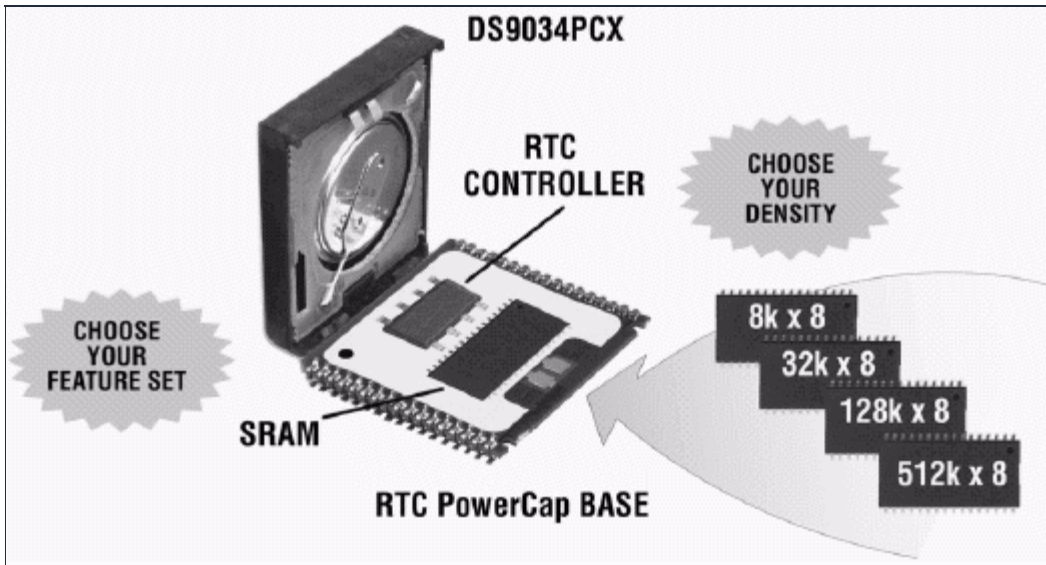 DS9034PCX
RTC
CONTROLLER
CHOOSE
YOUR
DENSITY
CHOOSE
YOUR
FEATURE SET
8k x 8
32k x 8
128k x 8
512k x 8
SRAM
RTC PowerCap BASE